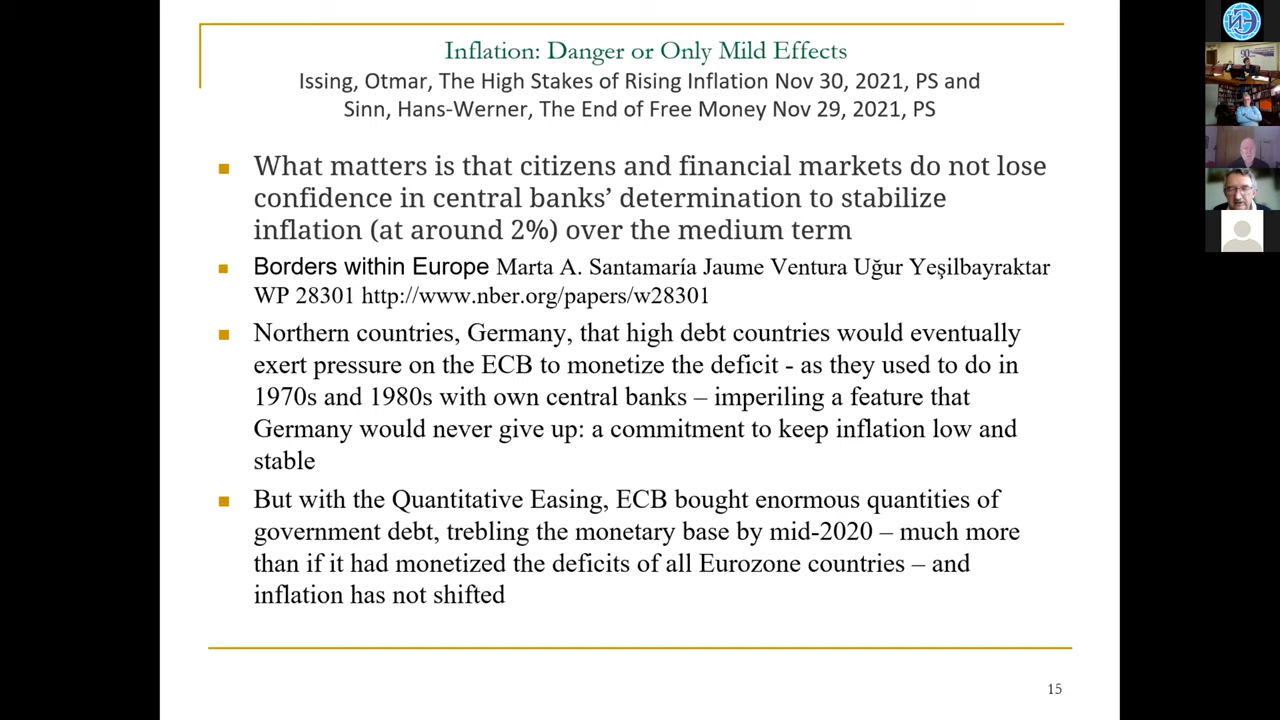 Inflation: Danger or Only Mild Effects
Issing, Otmar, The High Stakes of Rising Inflation Nov 30, 2021, PS and
Sinn, Hans-Werner, The End of Free Money Nov 29, 2021, PS
What matters is that citizens and financial markets do not lose
confidence in central banks’ determination to stabilize
inflation (at around 2%) over the medium term
Borders within Europe Marta A. Santamaría Jaume Ventura Uğur Yeşilbayraktar
WP 28301 http://www.nber.org/papers/w28301
Northern countries, Germany, that high debt countries would eventually
exert pressure on the ECB to monetize the deficit - as they used to do in
1970s and 1980s with own central banks – imperiling a feature that
Germany would never give up: a commitment to keep inflation low and
stable
But with the Quantitative Easing, ECB bought enormous quantities of
government debt, trebling the monetary base by mid-2020 – much more
than if it had monetized the deficits of all Eurozone countries – and
inflation has not shifted
15